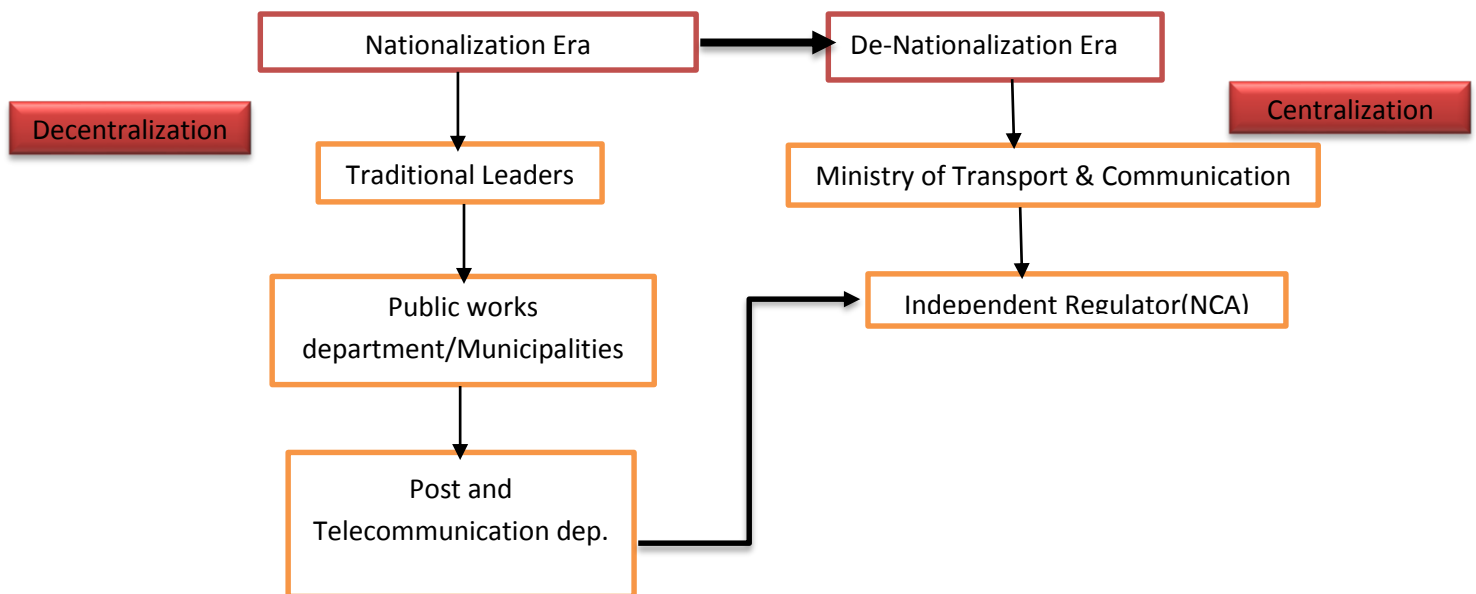 Nationalization Era
De-Nationalization Era
Decentralization
Centralization
Traditional Leaders
Ministry of Transport & Communication
Public works
department/Municipalities
Independent Regulator(NCA)
Post and
Telecommunication dep.